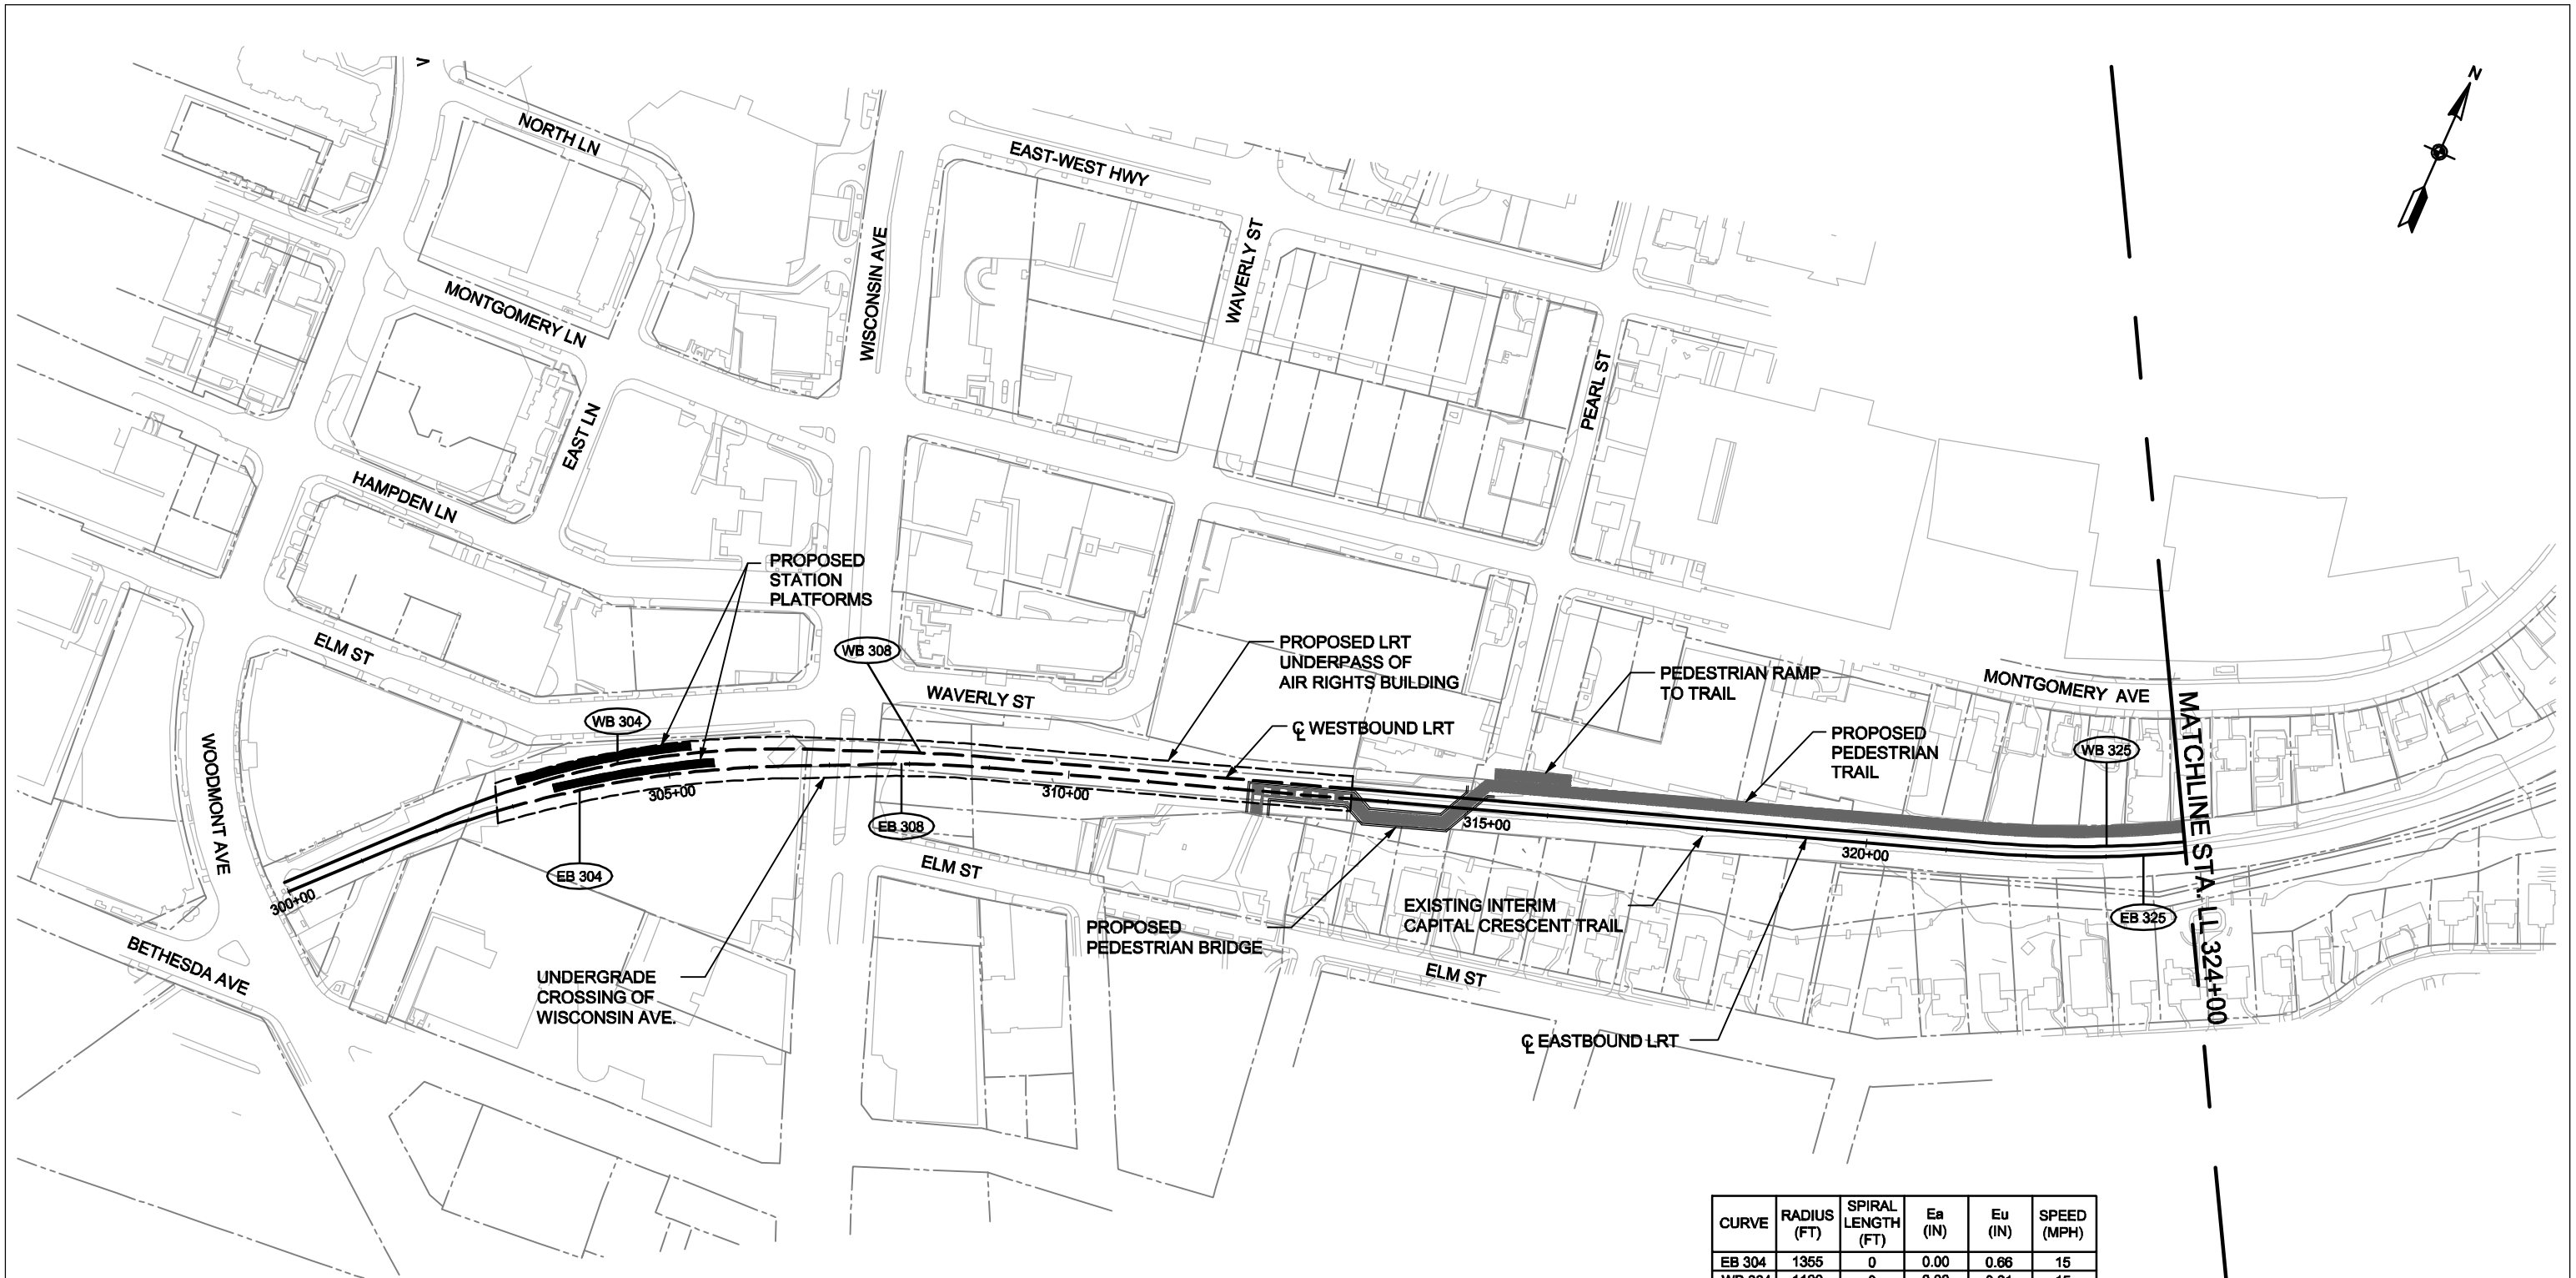 N
NORTH LN
EAST-WEST HWY
MONTGOMERY LN
WISCONSIN AVE
WAVERLY ST
EAST LN
PEARL ST
HAMPDEN LN
PROPOSED
STATION
PLATFORMS
ELM ST
WB 308
PROPOSED LRT
UNDERPASS OF
AIR RIGHTS BUILDING
PEDESTRIAN RAMP
TO TRAIL
MONTGOMERY AVE
WAVERLY ST
WB 304
℄ WESTBOUND LRT
PROPOSED
PEDESTRIAN
TRAIL
WB 325
MATCHLINE STA. LL 324+00
WOODMONT AVE
305+00
310+00
315+00
320+00
EB 308
EB 304
ELM ST
300+00
EXISTING INTERIM
CAPITAL CRESCENT TRAIL
EB 325
PROPOSED
PEDESTRIAN BRIDGE
BETHESDA AVE
UNDERGRADE
CROSSING OF
WISCONSIN AVE.
ELM ST
℄ EASTBOUND LRT
CURVE RADIUS (FT) SPIRAL LENGTH (FT) Ea (IN) Eu (IN) SPEED (MPH)
EB 304 1355 0 0.00 0.66 15